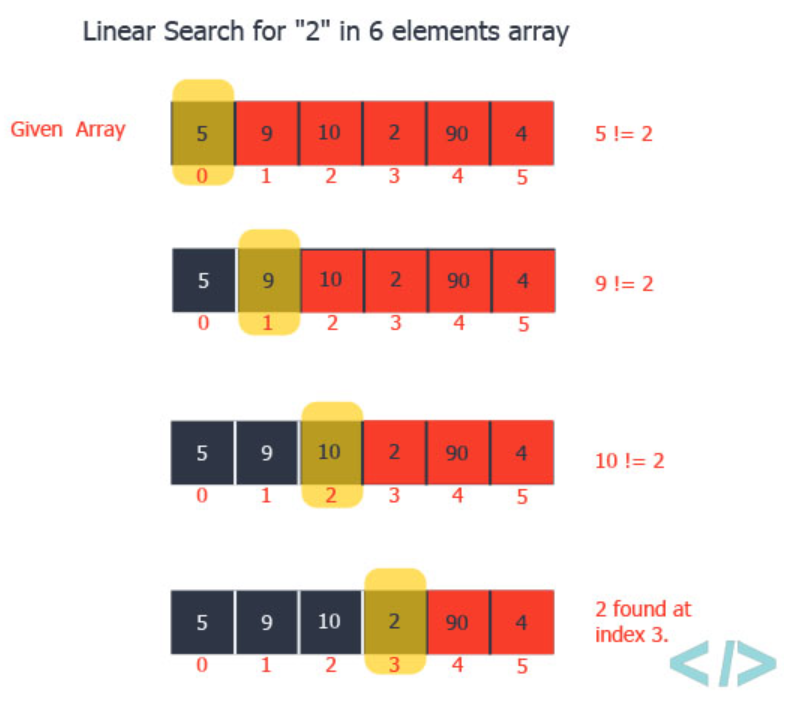 Linear Search for "2" in 6 elements array
Given Array
5 9 10 2 90 4
5 != 2
0 1 2 3 4 5
5 9 10 2 90 4
9 != 2
0 1 2 3 4 5
5 9 10 2 90 4
10 != 2
0 1 2 3 4 5
5 9 10 2 90 4
0 1 2 3 4 5
2 found at
index 3.
</>